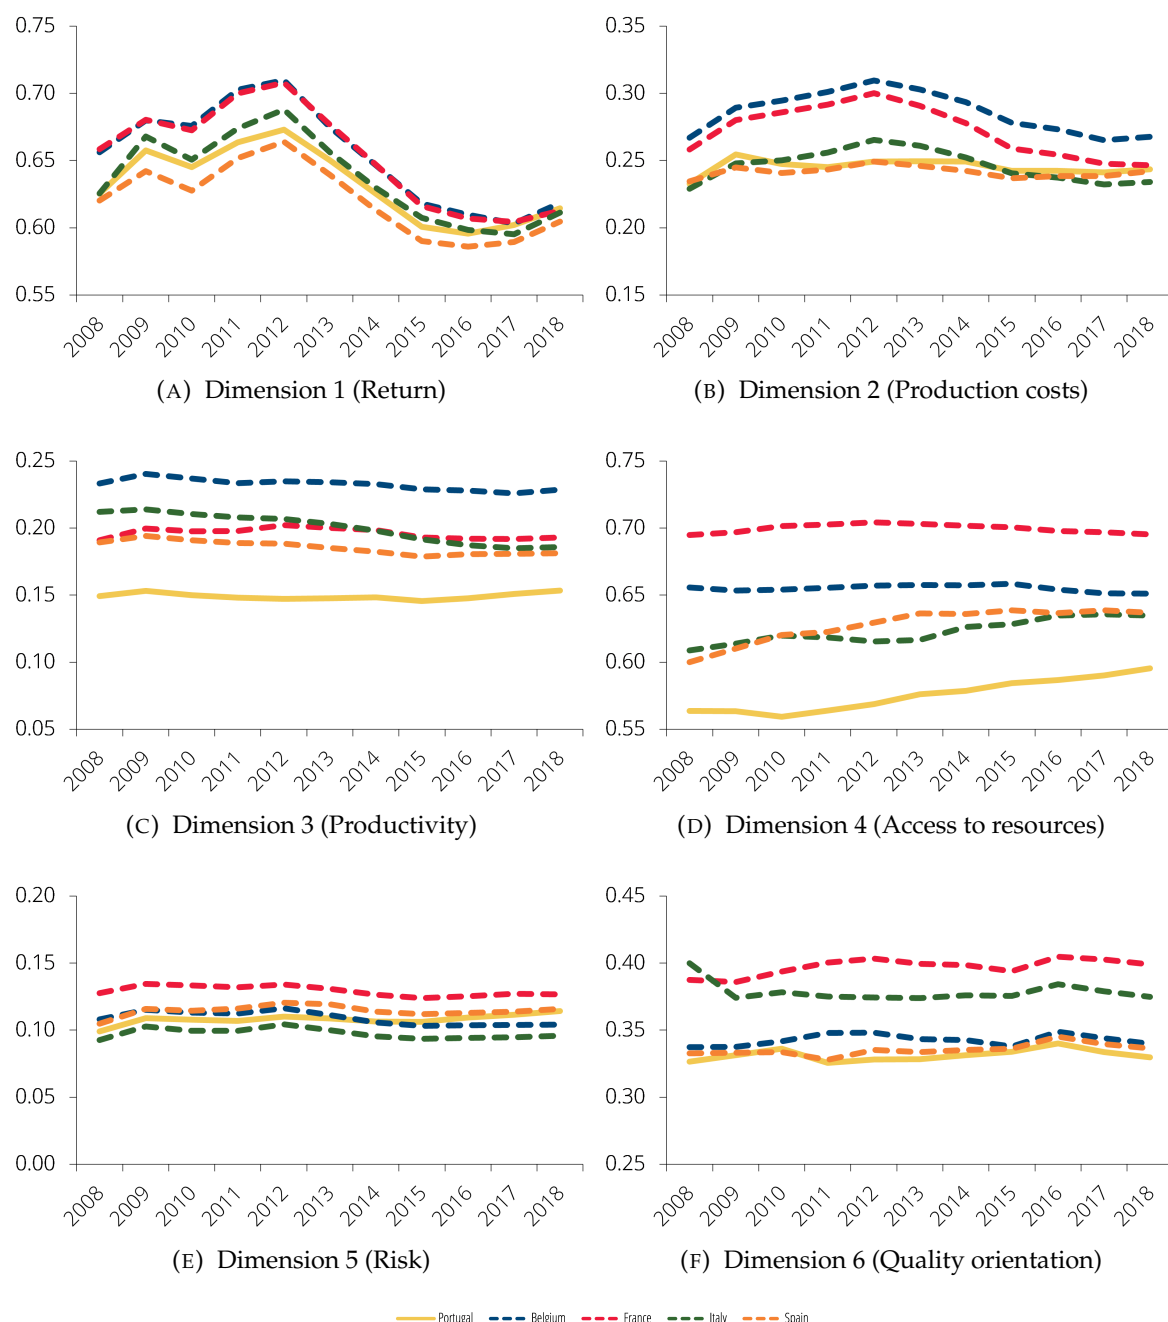 0.75
0.70
0.65
0.60
0.55
2008 2009 2010 2011 2012 2013 2014 2015 2016 2017 2018
(A) Dimension 1 (Return)
0.35
0.30
0.25
0.20
0.15
2008 2009 2010 2011 2012 2013 2014 2015 2016 2017 2018
(B) Dimension 2 (Production costs)
0.25
0.20
0.15
0.10
0.05
2008 2009 2010 2011 2012 2013 2014 2015 2016 2017 2018
(C) Dimension 3 (Productivity)
0.75
0.70
0.65
0.60
0.55
2008 2009 2010 2011 2012 2013 2014 2015 2016 2017 2018
(D) Dimension 4 (Access to resources)
0.20
0.15
0.10
0.05
0.00
2008 2009 2010 2011 2012 2013 2014 2015 2016 2017 2018
(E) Dimension 5 (Risk)
0.45
0.40
0.35
0.30
0.25
2008 2009 2010 2011 2012 2013 2014 2015 2016 2017 2018
(F) Dimension 6 (Quality orientation)
Portugal Belgium France Italy Spain